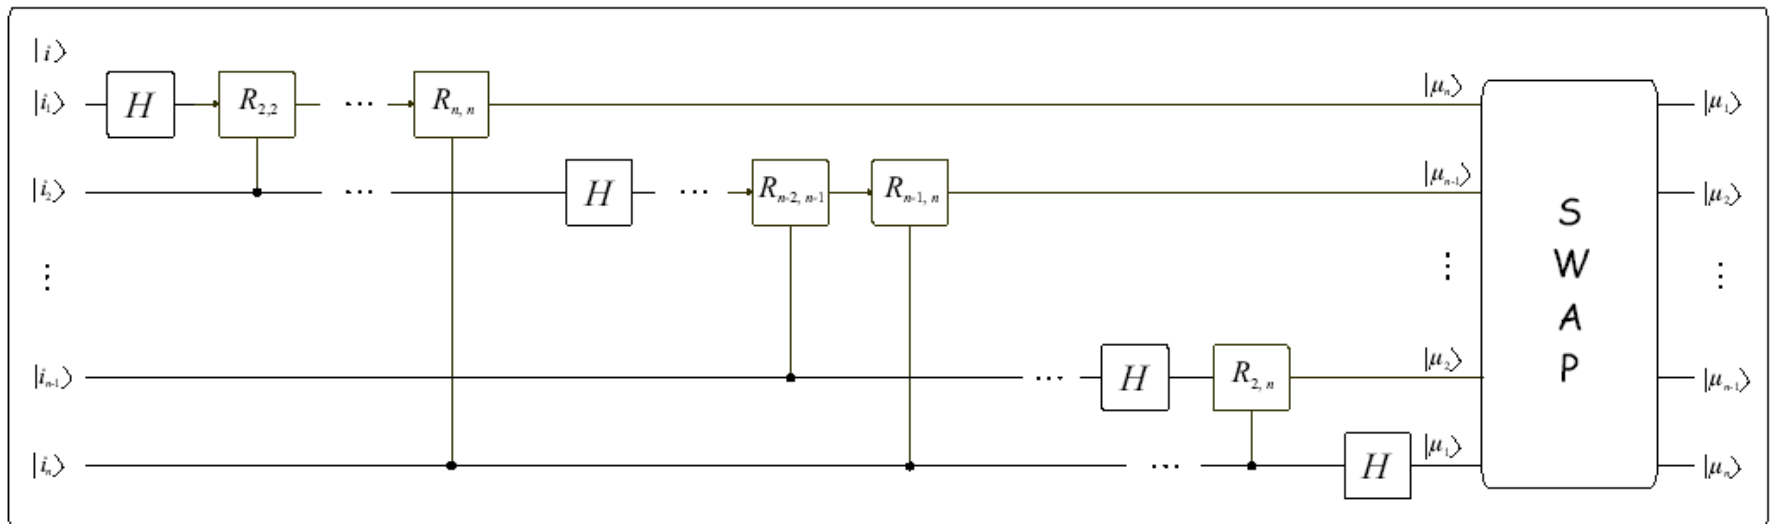 |i⟩
|i₁⟩ H R₂,₂ ... Rₙ, ₙ |μₙ⟩ |μ₁⟩
|i₂⟩ ... H ... Rₙ₋₂, ₙ₋₁ Rₙ₋₁, ₙ |μₙ₋₁⟩ |μ₂⟩
⋮ ⋮ ⋮
|iₙ₋₁⟩ ... H R₂, ₙ |μ₂⟩ |μₙ₋₁⟩
|iₙ⟩ ... H |μ₁⟩ |μₙ⟩
S
W
A
P